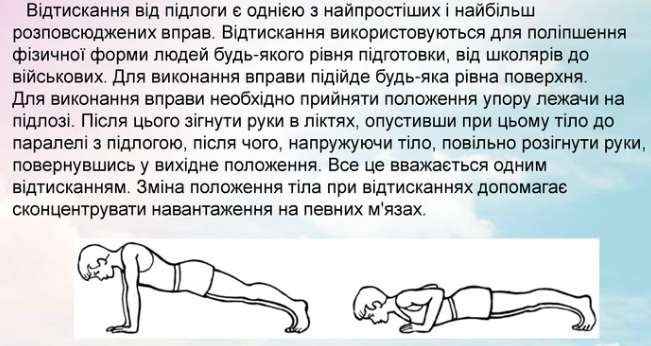 Відтискання від підлоги є однією з найпростіших і найбільш
розповсюджених вправ. Відтискання використовуються для поліпшення
фізичної форми людей будь-якого рівня підготовки, від школярів до
військових. Для виконання вправи підійде будь-яка рівна поверхня.
Для виконання вправи необхідно прийняти положення упору лежачи на
підлозі. Після цього зігнути руки в ліктях, опустивши при цьому тіло до
паралелі з підлогою, після чого, напружуючи тіло, повільно розігнути руки,
повернувшись у вихідне положення. Все це вважається одним
відтисканням. Зміна положення тіла при відтисканнях допомагає
сконцентрувати навантаження на певних м'язах.